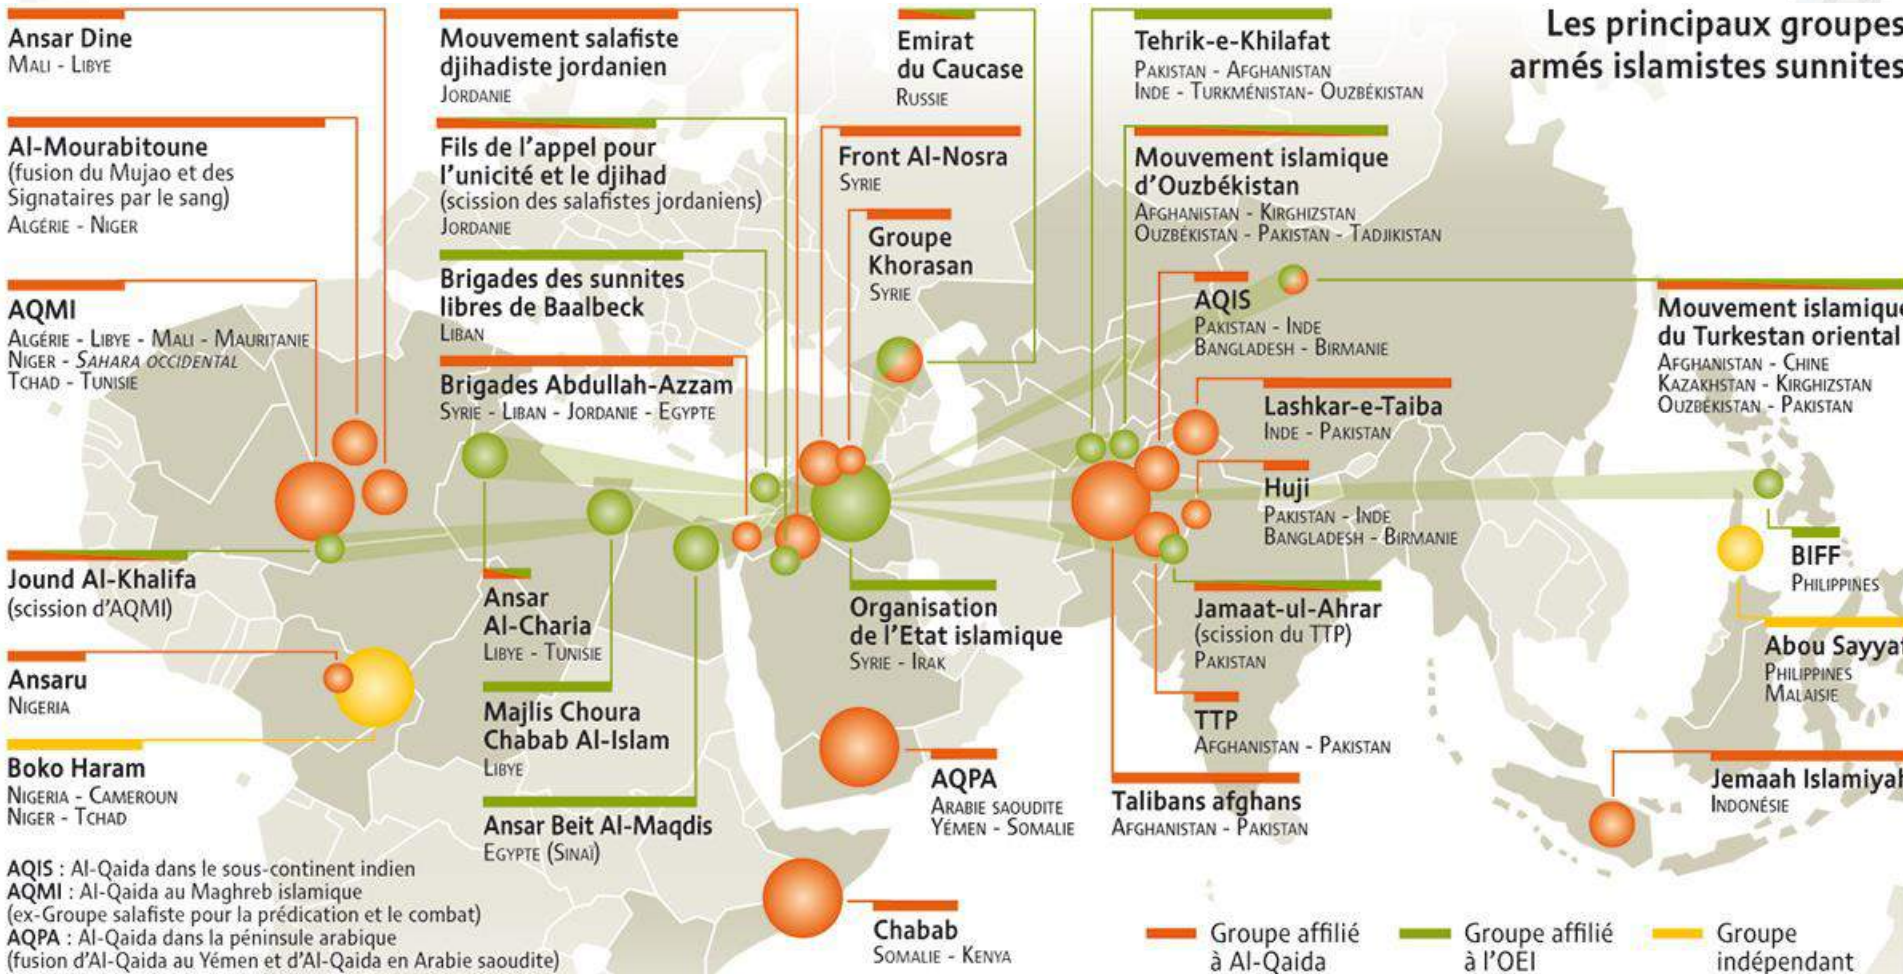 Les principaux groupes
armés islamistes sunnites
Ansar Dine
MALI - LIBYE
Al-Mourabitoune
(fusion du Mujao et des
Signataires par le sang)
ALGÉRIE - NIGER
AQMI
ALGÉRIE - LIBYE - MALI - MAURITANIE
NIGER - SAHARA OCCIDENTAL
TCHAD - TUNISIE
Jound Al-Khalifa
(scission d'AQMI)
Ansaru
NIGERIA
Boko Haram
NIGERIA - CAMEROUN
NIGER - TCHAD
Mouvement salafiste
djihadiste jordanien
JORDANIE
Fils de l'appel pour
l'unicité et le djihad
(scission des salafistes jordaniens)
JORDANIE
Brigades des sunnites
libres de Baalbeck
LIBAN
Brigades Abdullah-Azzam
SYRIE - LIBAN - JORDANIE - EGYPTE
Ansar
Al-Charia
LIBYE - TUNISIE
Majlis Choura
Chabab Al-Islam
LIBYE
Ansar Beit Al-Maqdis
EGYPTE (SINAÏ)
Emirat
du Caucase
RUSSIE
Front Al-Nosra
SYRIE
Groupe
Khorasan
SYRIE
Organisation
de l'Etat islamique
SYRIE - IRAK
AQPA
ARABIE SAOUDITE
YÉMEN - SOMALIE
Chabab
SOMALIE - KENYA
Tehrik-e-Khilafat
PAKISTAN - AFGHANISTAN
INDE - TURKMÉNISTAN- OUZBÉKISTAN
Mouvement islamique
d'Ouzbékistan
AFGHANISTAN - KIRGHIZSTAN
OUZBÉKISTAN - PAKISTAN - TADJIKISTAN
AQIS
PAKISTAN - INDE
BANGLADESH - BIRMANIE
Lashkar-e-Taiba
INDE - PAKISTAN
Huji
PAKISTAN - INDE
BANGLADESH - BIRMANIE
Jamaat-ul-Ahrar
(scission du TTP)
PAKISTAN
TTP
AFGHANISTAN - PAKISTAN
Talibans afghans
AFGHANISTAN - PAKISTAN
Mouvement islamique
du Turkestan oriental
AFGHANISTAN - CHINE
KAZAKHSTAN - KIRGHIZSTAN
OUZBÉKISTAN - PAKISTAN
BIFF
PHILIPPINES
Abou Sayyaf
PHILIPPINES
MALAISIE
Jemaah Islamiyah
INDONÉSIE
AQIS : Al-Qaida dans le sous-continent indien
AQMI : Al-Qaida au Maghreb islamique
(ex-Groupe salafiste pour la prédication et le combat)
AQPA : Al-Qaida dans la péninsule arabique
(fusion d'Al-Qaida au Yémen et d'Al-Qaida en Arabie saoudite)
Groupe affilié
à Al-Qaida
Groupe affilié
à l'OEI
Groupe
indépendant